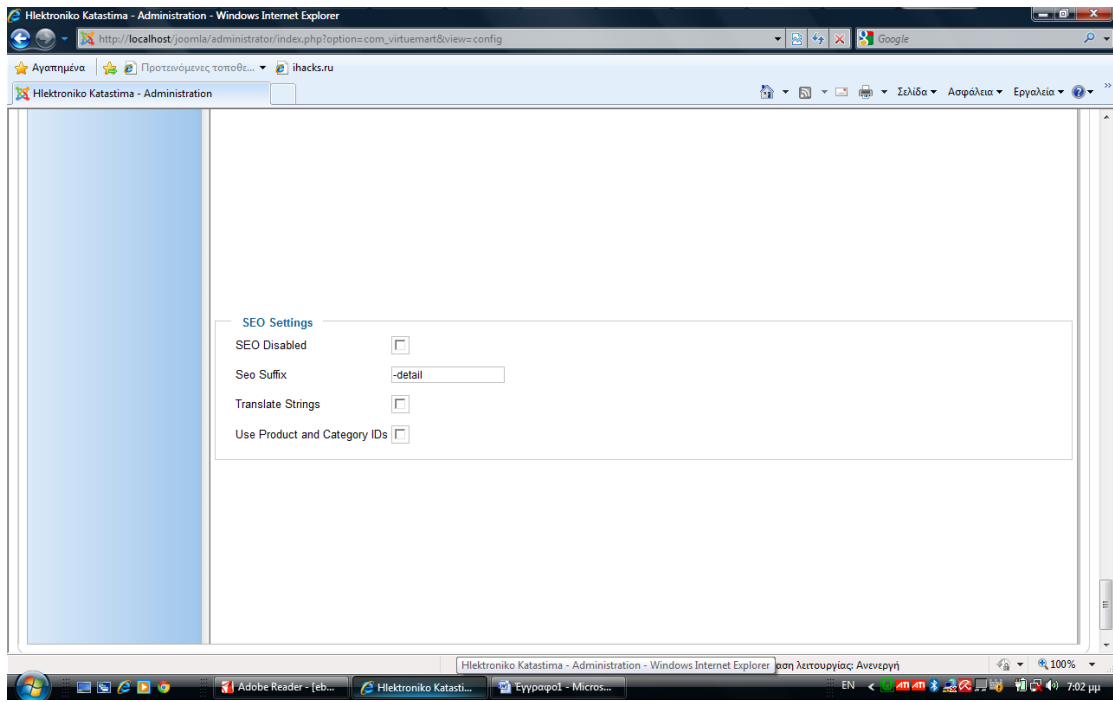 Hlektroniko Katastima - Administration - Windows Internet Explorer
http://localhost/joomla/administrator/index.php?option=com_virtuemart&view=config
Google
Αγαπημένα Προτεινόμενες τοποθε... ihacks.ru
Hlektroniko Katastima - Administration
Σελίδα Ασφάλεια Εργαλεία
SEO Settings
SEO Disabled
Seo Suffix -detail
Translate Strings
Use Product and Category IDs
Hlektroniko Katastima - Administration - Windows Internet Explorer
αση λειτουργίας: Ανενεργή
100%
Adobe Reader - [eb...
Hlektroniko Katasti...
Έγγραφο1 - Micros...
EN
7:02 μμ